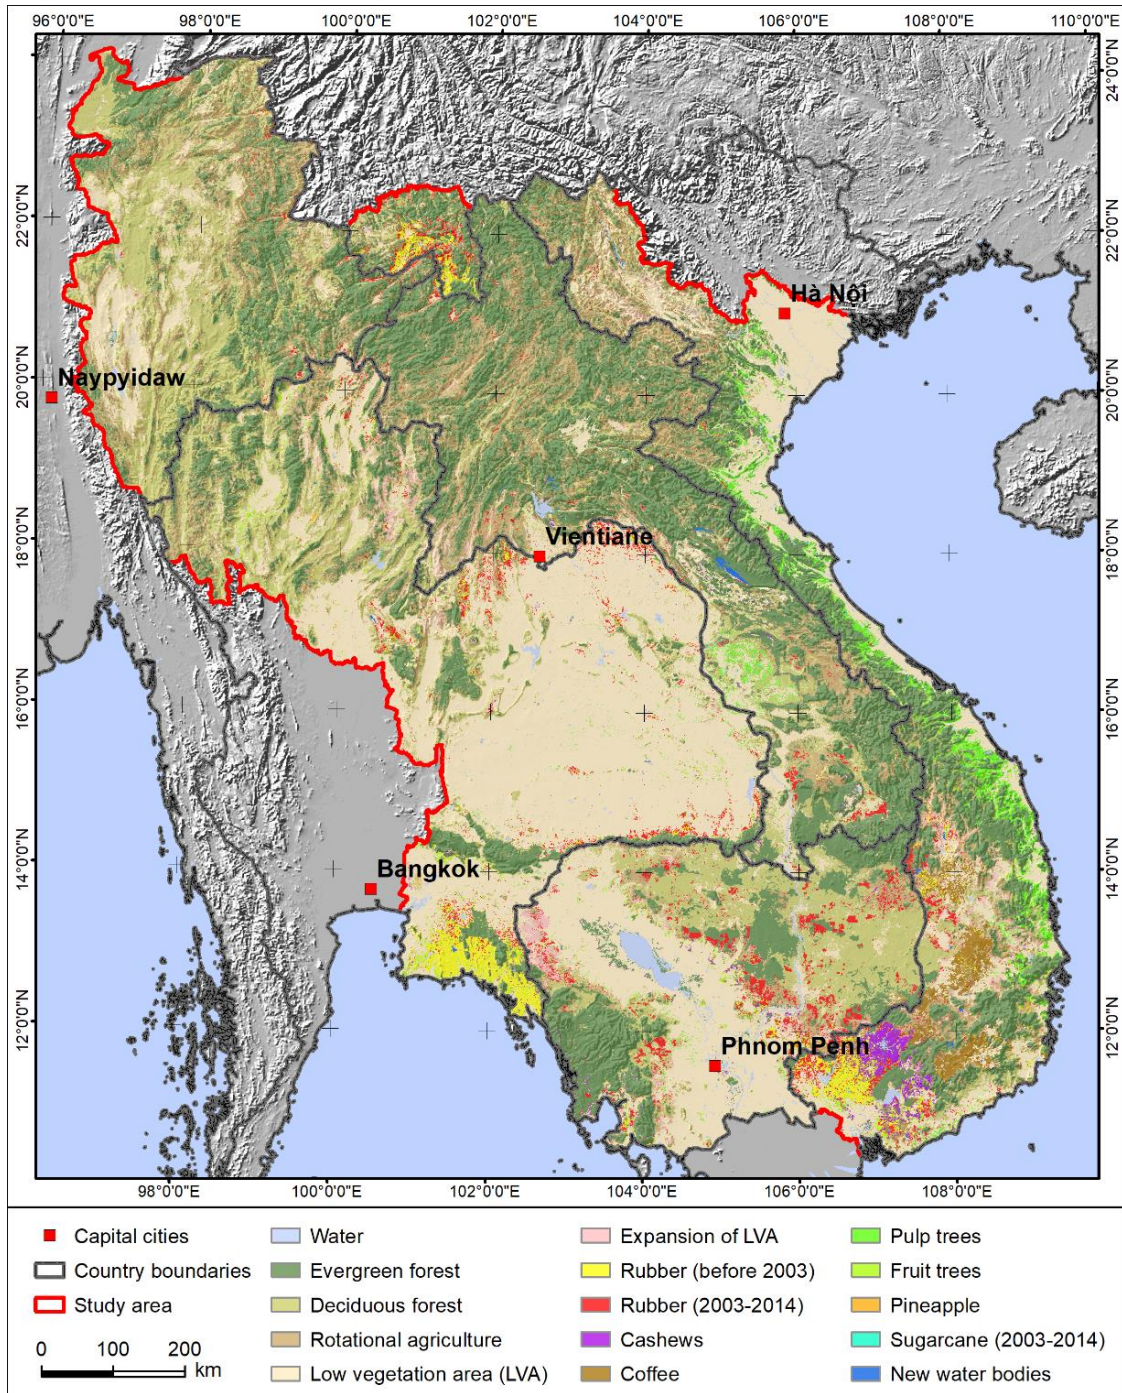 96°0'0"E 98°0'0"E 100°0'0"E 102°0'0"E 104°0'0"E 106°0'0"E 108°0'0"E 110°0'0"E
24°0'0"N 24°0'0"N
22°0'0"N 22°0'0"N
Hà Nội
20°0'0"N Naypyidaw 20°0'0"N
18°0'0"N Vientiane 18°0'0"N
16°0'0"N 16°0'0"N
14°0'0"N Bangkok 14°0'0"N
12°0'0"N Phnom Penh 12°0'0"N
98°0'0"E 100°0'0"E 102°0'0"E 104°0'0"E 106°0'0"E 108°0'0"E
Capital cities
Country boundaries
Study area
0 100 200
km
Water
Evergreen forest
Deciduous forest
Rotational agriculture
Low vegetation area (LVA)
Expansion of LVA
Rubber (before 2003)
Rubber (2003-2014)
Cashews
Coffee
Pulp trees
Fruit trees
Pineapple
Sugarcane (2003-2014)
New water bodies